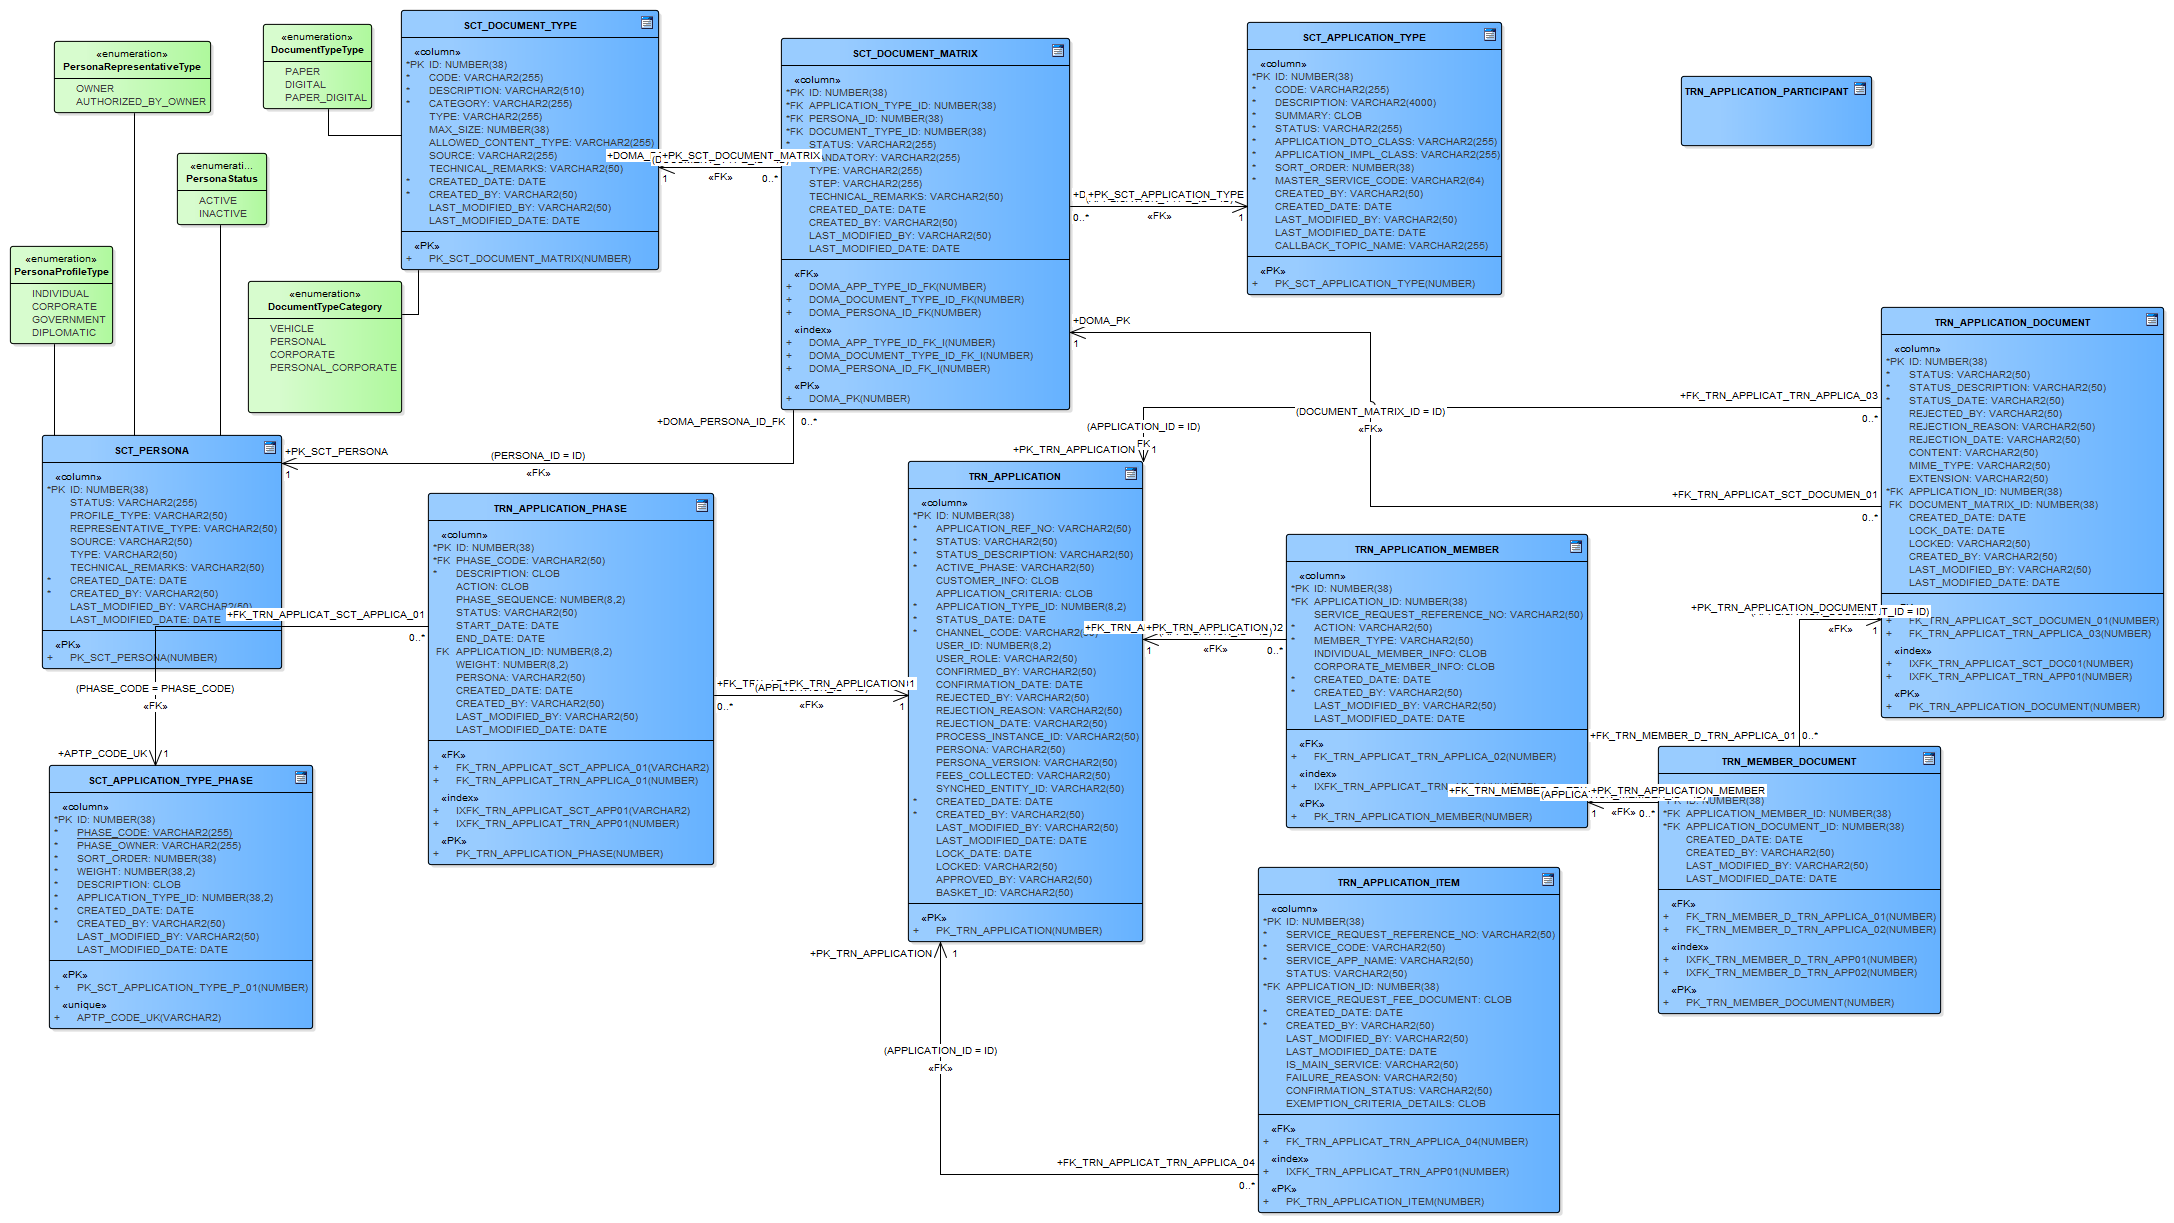 «enumeration»
PersonaRepresentativeType
OWNER
AUTHORIZED_BY_OWNER
«enumeration»
DocumentTypeType
PAPER
DIGITAL
PAPER_DIGITAL
«enumerati...
PersonaStatus
ACTIVE
INACTIVE
«enumeration»
PersonaProfileType
INDIVIDUAL
CORPORATE
GOVERNMENT
DIPLOMATIC
«enumeration»
DocumentTypeCategory
VEHICLE
PERSONAL
CORPORATE
PERSONAL_CORPORATE
SCT_DOCUMENT_TYPE
«column»
*PK ID: NUMBER(38)
* CODE: VARCHAR2(255)
* DESCRIPTION: VARCHAR2(510)
* CATEGORY: VARCHAR2(255)
TYPE: VARCHAR2(255)
MAX_SIZE: NUMBER(38)
ALLOWED_CONTENT_TYPE: VARCHAR2(255)
SOURCE: VARCHAR2(255)
TECHNICAL_REMARKS: VARCHAR2(50)
* CREATED_DATE: DATE
* CREATED_BY: VARCHAR2(50)
LAST_MODIFIED_BY: VARCHAR2(50)
LAST_MODIFIED_DATE: DATE
«PK»
+ PK_SCT_DOCUMENT_MATRIX(NUMBER)
+PK_SCT_DOCUMENT_MATRIX
1
«FK»
0..*
SCT_DOCUMENT_MATRIX
«column»
*PK ID: NUMBER(38)
*FK APPLICATION_TYPE_ID: NUMBER(38)
*FK PERSONA_ID: NUMBER(38)
*FK DOCUMENT_TYPE_ID: NUMBER(38)
STATUS: VARCHAR2(255)
VARCHAR2(255)
TYPE: VARCHAR2(255)
STEP: VARCHAR2(255)
TECHNICAL_REMARKS: VARCHAR2(50)
CREATED_DATE: DATE
CREATED_BY: VARCHAR2(50)
LAST_MODIFIED_BY: VARCHAR2(50)
LAST_MODIFIED_DATE: DATE
«FK»
+ DOMA_APP_TYPE_ID_FK(NUMBER)
+ DOMA_DOCUMENT_TYPE_ID_FK(NUMBER)
+ DOMA_PERSONA_ID_FK(NUMBER)
«index»
+ DOMA_APP_TYPE_ID_FK_I(NUMBER)
+ DOMA_DOCUMENT_TYPE_ID_FK_I(NUMBER)
+ DOMA_PERSONA_ID_FK_I(NUMBER)
«PK»
+ DOMA_PK(NUMBER)
+PK_SCT_APPLICATION_TYPE
0..*
«FK»
1
SCT_APPLICATION_TYPE
«column»
*PK ID: NUMBER(38)
* CODE: VARCHAR2(255)
* DESCRIPTION: VARCHAR2(4000)
* SUMMARY: CLOB
* STATUS: VARCHAR2(255)
* APPLICATION_DTO_CLASS: VARCHAR2(255)
* APPLICATION_IMPL_CLASS: VARCHAR2(255)
* SORT_ORDER: NUMBER(38)
* MASTER_SERVICE_CODE: VARCHAR2(64)
CREATED_BY: VARCHAR2(50)
CREATED_DATE: DATE
LAST_MODIFIED_BY: VARCHAR2(50)
LAST_MODIFIED_DATE: DATE
CALLBACK_TOPIC_NAME: VARCHAR2(255)
«PK»
+ PK_SCT_APPLICATION_TYPE(NUMBER)
TRN_APPLICATION_PARTICIPANT
+DOMA_PK
1
TRN_APPLICATION_DOCUMENT
«column»
*PK ID: NUMBER(38)
* STATUS: VARCHAR2(50)
* STATUS_DESCRIPTION: VARCHAR2(50)
* STATUS_DATE: VARCHAR2(50)
REJECTED_BY: VARCHAR2(50)
REJECTION_REASON: VARCHAR2(50)
REJECTION_DATE: VARCHAR2(50)
CONTENT: VARCHAR2(50)
MIME_TYPE: VARCHAR2(50)
EXTENSION: VARCHAR2(50)
*FK APPLICATION_ID: NUMBER(38)
FK DOCUMENT_MATRIX_ID: NUMBER(38)
CREATED_DATE: DATE
LOCK_DATE: DATE
LOCKED: VARCHAR2(50)
CREATED_BY: VARCHAR2(50)
LAST_MODIFIED_BY: VARCHAR2(50)
LAST_MODIFIED_DATE: DATE
+ FK_TRN_APPLICAT_SCT_DOCUMEN_01(NUMBER)
+ FK_TRN_APPLICAT_TRN_APPLICA_03(NUMBER)
«index»
+ IXFK_TRN_APPLICAT_SCT_DOC01(NUMBER)
+ IXFK_TRN_APPLICAT_TRN_APP01(NUMBER)
«PK»
+ PK_TRN_APPLICATION_DOCUMENT(NUMBER)
+FK_TRN_APPLICAT_TRN_APPLICA_03
0..*
(DOCUMENT_MATRIX_ID = ID)
«FK»
(APPLICATION_ID = ID)
FK
+PK_TRN_APPLICATION
1
+FK_TRN_APPLICAT_SCT_DOCUMEN_01
0..*
+DOMA_PERSONA_ID_FK
0..*
+PK_SCT_PERSONA
1
(PERSONA_ID = ID)
«FK»
SCT_PERSONA
«column»
*PK ID: NUMBER(38)
STATUS: VARCHAR2(255)
PROFILE_TYPE: VARCHAR2(50)
REPRESENTATIVE_TYPE: VARCHAR2(50)
SOURCE: VARCHAR2(50)
TYPE: VARCHAR2(50)
TECHNICAL_REMARKS: VARCHAR2(50)
* CREATED_DATE: DATE
* CREATED_BY: VARCHAR2(50)
LAST_MODIFIED_BY: VARCHAR2(50)
LAST_MODIFIED_DATE: DATE
«PK»
+ PK_SCT_PERSONA(NUMBER)
+FK_TRN_APPLICAT_SCT_APPLICA_01
0..*
(PHASE_CODE = PHASE_CODE)
«FK»
+APTP_CODE_UK
1
SCT_APPLICATION_TYPE_PHASE
«column»
*PK ID: NUMBER(38)
* PHASE_CODE: VARCHAR2(255)
* PHASE_OWNER: VARCHAR2(255)
* SORT_ORDER: NUMBER(38)
* WEIGHT: NUMBER(38,2)
* DESCRIPTION: CLOB
* APPLICATION_TYPE_ID: NUMBER(38,2)
* CREATED_DATE: DATE
* CREATED_BY: VARCHAR2(50)
LAST_MODIFIED_BY: VARCHAR2(50)
LAST_MODIFIED_DATE: DATE
«PK»
+ PK_SCT_APPLICATION_TYPE_P_01(NUMBER)
«unique»
+ APTP_CODE_UK(VARCHAR2)
TRN_APPLICATION_PHASE
«column»
*PK ID: NUMBER(38)
*FK PHASE_CODE: VARCHAR2(50)
* DESCRIPTION: CLOB
ACTION: CLOB
PHASE_SEQUENCE: NUMBER(8,2)
STATUS: VARCHAR2(50)
START_DATE: DATE
END_DATE: DATE
FK APPLICATION_ID: NUMBER(8,2)
WEIGHT: NUMBER(8,2)
PERSONA: VARCHAR2(50)
CREATED_DATE: DATE
CREATED_BY: VARCHAR2(50)
LAST_MODIFIED_BY: VARCHAR2(50)
LAST_MODIFIED_DATE: DATE
«FK»
+ FK_TRN_APPLICAT_SCT_APPLICA_01(VARCHAR2)
+ FK_TRN_APPLICAT_TRN_APPLICA_01(NUMBER)
«index»
+ IXFK_TRN_APPLICAT_SCT_APP01(VARCHAR2)
+ IXFK_TRN_APPLICAT_TRN_APP01(NUMBER)
«PK»
+ PK_TRN_APPLICATION_PHASE(NUMBER)
+PK_TRN_APPLICATION
0..*
«FK»
1
TRN_APPLICATION
«column»
*PK ID: NUMBER(38)
* APPLICATION_REF_NO: VARCHAR2(50)
* STATUS: VARCHAR2(50)
* STATUS_DESCRIPTION: VARCHAR2(50)
* ACTIVE_PHASE: VARCHAR2(50)
CUSTOMER_INFO: CLOB
APPLICATION_CRITERIA: CLOB
* APPLICATION_TYPE_ID: NUMBER(8,2)
* STATUS_DATE: DATE
* CHANNEL_CODE:
USER_ID: NUMBER(8,2)
USER_ROLE: VARCHAR2(50)
CONFIRMED_BY: VARCHAR2(50)
CONFIRMATION_DATE: DATE
REJECTED_BY: VARCHAR2(50)
REJECTION_REASON: VARCHAR2(50)
REJECTION_DATE: VARCHAR2(50)
PROCESS_INSTANCE_ID: VARCHAR2(50)
PERSONA: VARCHAR2(50)
PERSONA_VERSION: VARCHAR2(50)
FEES_COLLECTED: VARCHAR2(50)
SYNCHED_ENTITY_ID: VARCHAR2(50)
* CREATED_DATE: DATE
* CREATED_BY: VARCHAR2(50)
LAST_MODIFIED_BY: VARCHAR2(50)
LAST_MODIFIED_DATE: DATE
LOCK_DATE: DATE
LOCKED: VARCHAR2(50)
APPROVED_BY: VARCHAR2(50)
BASKET_ID: VARCHAR2(50)
«PK»
+ PK_TRN_APPLICATION(NUMBER)
+PK_TRN_APPLICATION
1
«FK»
0..*
TRN_APPLICATION_MEMBER
«column»
*PK ID: NUMBER(38)
*FK APPLICATION_ID: NUMBER(38)
SERVICE_REQUEST_REFERENCE_NO: VARCHAR2(50)
* ACTION: VARCHAR2(50)
* MEMBER_TYPE: VARCHAR2(50)
INDIVIDUAL_MEMBER_INFO: CLOB
CORPORATE_MEMBER_INFO: CLOB
* CREATED_DATE: DATE
* CREATED_BY: VARCHAR2(50)
LAST_MODIFIED_BY: VARCHAR2(50)
LAST_MODIFIED_DATE: DATE
«FK»
+ FK_TRN_APPLICAT_TRN_APPLICA_02(NUMBER)
«index»
«PK»
+ PK_TRN_APPLICATION_MEMBER(NUMBER)
+PK_TRN_APPLICATION_DOCUMENT
«FK»
1
+FK_TRN_MEMBER_D_TRN_APPLICA_01
0..*
+PK_TRN_APPLICATION_MEMBER
1
«FK»
0..*
TRN_MEMBER_DOCUMENT
*FK APPLICATION_MEMBER_ID: NUMBER(38)
*FK APPLICATION_DOCUMENT_ID: NUMBER(38)
CREATED_DATE: DATE
CREATED_BY: VARCHAR2(50)
LAST_MODIFIED_BY: VARCHAR2(50)
LAST_MODIFIED_DATE: DATE
«FK»
+ FK_TRN_MEMBER_D_TRN_APPLICA_01(NUMBER)
+ FK_TRN_MEMBER_D_TRN_APPLICA_02(NUMBER)
«index»
+ IXFK_TRN_MEMBER_D_TRN_APP01(NUMBER)
+ IXFK_TRN_MEMBER_D_TRN_APP02(NUMBER)
«PK»
+ PK_TRN_MEMBER_DOCUMENT(NUMBER)
+PK_TRN_APPLICATION
1
(APPLICATION_ID = ID)
«FK»
+FK_TRN_APPLICAT_TRN_APPLICA_04
0..*
TRN_APPLICATION_ITEM
«column»
*PK ID: NUMBER(38)
* SERVICE_REQUEST_REFERENCE_NO: VARCHAR2(50)
* SERVICE_CODE: VARCHAR2(50)
* SERVICE_APP_NAME: VARCHAR2(50)
STATUS: VARCHAR2(50)
*FK APPLICATION_ID: NUMBER(38)
SERVICE_REQUEST_FEE_DOCUMENT: CLOB
* CREATED_DATE: DATE
* CREATED_BY: VARCHAR2(50)
LAST_MODIFIED_BY: VARCHAR2(50)
LAST_MODIFIED_DATE: DATE
IS_MAIN_SERVICE: VARCHAR2(50)
FAILURE_REASON: VARCHAR2(50)
CONFIRMATION_STATUS: VARCHAR2(50)
EXEMPTION_CRITERIA_DETAILS: CLOB
«FK»
+ FK_TRN_APPLICAT_TRN_APPLICA_04(NUMBER)
«index»
+ IXFK_TRN_APPLICAT_TRN_APP01(NUMBER)
«PK»
+ PK_TRN_APPLICATION_ITEM(NUMBER)